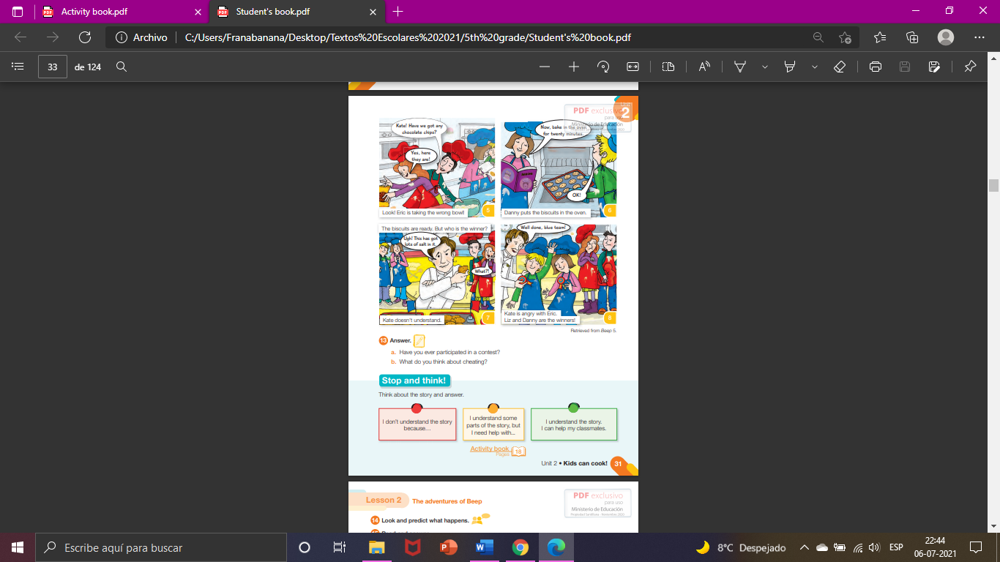 Activity book.pdf
Student's book.pdf
Archivo
C:/Users/Franabanana/Desktop/Textos%20Escolares%202021/5th%20grade/Student's%20book.pdf
33
de 124
PDF exclusivo
para uso
Ministerio de Educación
2
Kate! Have we got any
chocolate chips?
Yes, here
they are!
Look! Eric is taking the wrong bowl!
5
Now, bake in the oven
for twenty minutes.
OK!
Danny puts the biscuits in the oven.
6
The biscuits are ready. But who is the winner?
Ugh! This has got
lots of salt in it.
What?!
Kate doesn't understand.
7
Well done, blue team!
Kate is angry with Eric.
Liz and Danny are the winners!
8
Retrieved from Beep 5.
13 Answer.
a. Have you ever participated in a contest?
b. What do you think about cheating?
Stop and think!
Think about the story and answer.
I don't understand the story
because...
I understand some
parts of the story, but
I need help with...
I understand the story.
I can help my classmates.
Activity book
Pages
18
Unit 2 • Kids can cook!
31
Lesson 2
The adventures of Beep
PDF exclusivo
para uso
Ministerio de Educación
Propiedad Santillana - Noviembre, 2020
14 Look and predict what happens.
Escribe aquí para buscar
8°C Despejado
ESP
22:44
06-07-2021